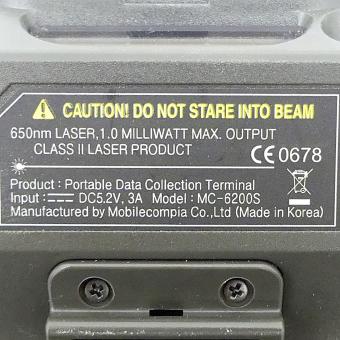 CAUTION! DO NOT STARE INTO BEAM
650nm LASER,1.0 MILLIWATT MAX. OUTPUT
CLASS II LASER PRODUCT
CE 0678
Product : Portable Data Collection Terminal
Input : DC5.2V, 3A Model : MC-6200S
Manufactured by Mobilecompia Co.,Ltd (Made in Korea)